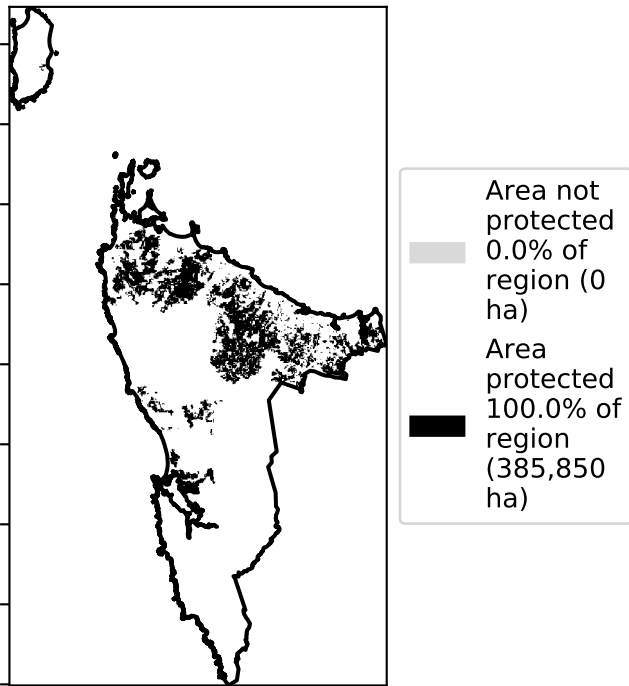 Area not
protected
0.0% of
region (0
ha)
Area
protected
100.0% of
region
(385,850
ha)